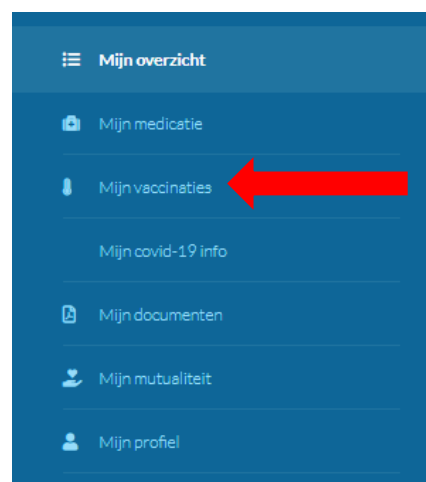 Mijn overzicht
Mijn medicatie
Mijn vaccinaties
Mijn covid-19 info
Mijn documenten
Mijn mutualiteit
Mijn profiel